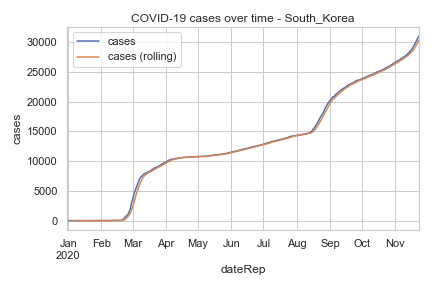 COVID-19 cases over time - South_Korea
cases
cases (rolling)
cases
30000
25000
20000
15000
10000
5000
0
Jan Feb Mar Apr May Jun Jul Aug Sep Oct Nov
2020
dateRep